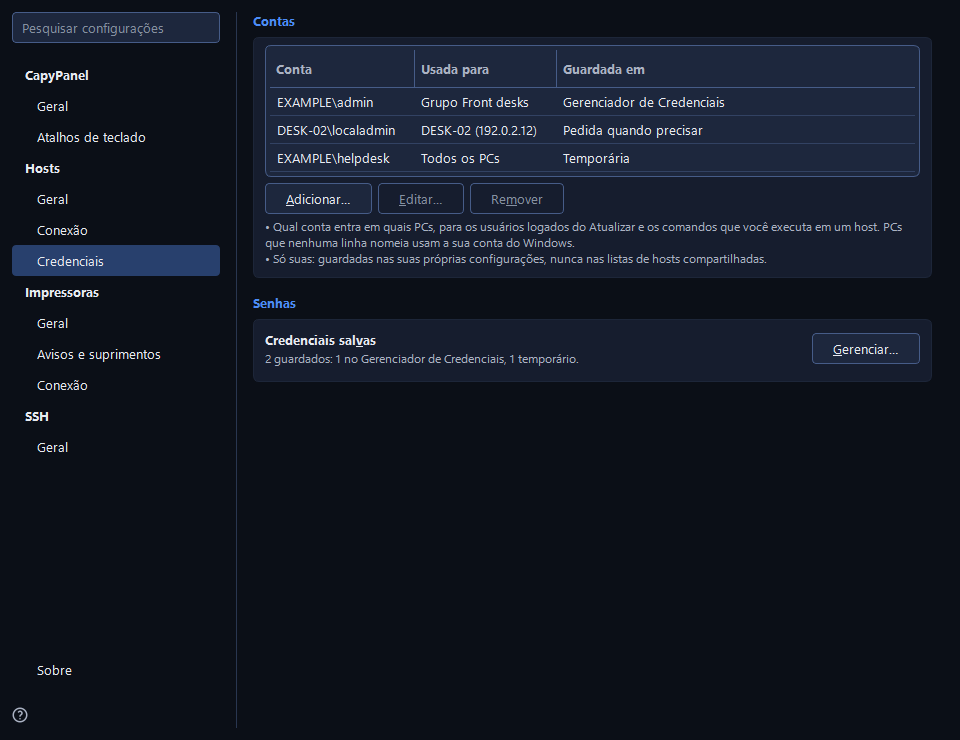 Pesquisar configurações
CapyPanel
Geral
Atalhos de teclado
Hosts
Geral
Conexão
Credenciais
Impressoras
Geral
Avisos e suprimentos
Conexão
SSH
Geral
Sobre
Contas
Conta Usada para Guardada em
EXAMPLE\admin Grupo Front desks Gerenciador de Credenciais
DESK-02\localadmin DESK-02 (192.0.2.12) Pedida quando precisar
EXAMPLE\helpdesk Todos os PCs Temporária
Adicionar... Editar... Remover
• Qual conta entra em quais PCs, para os usuários logados do Atualizar e os comandos que você executa em um host. PCs
que nenhuma linha nomeia usam a sua conta do Windows.
• Só suas: guardadas nas suas próprias configurações, nunca nas listas de hosts compartilhadas.
Senhas
Credenciais salvas
2 guardados: 1 no Gerenciador de Credenciais, 1 temporário.
Gerenciar...